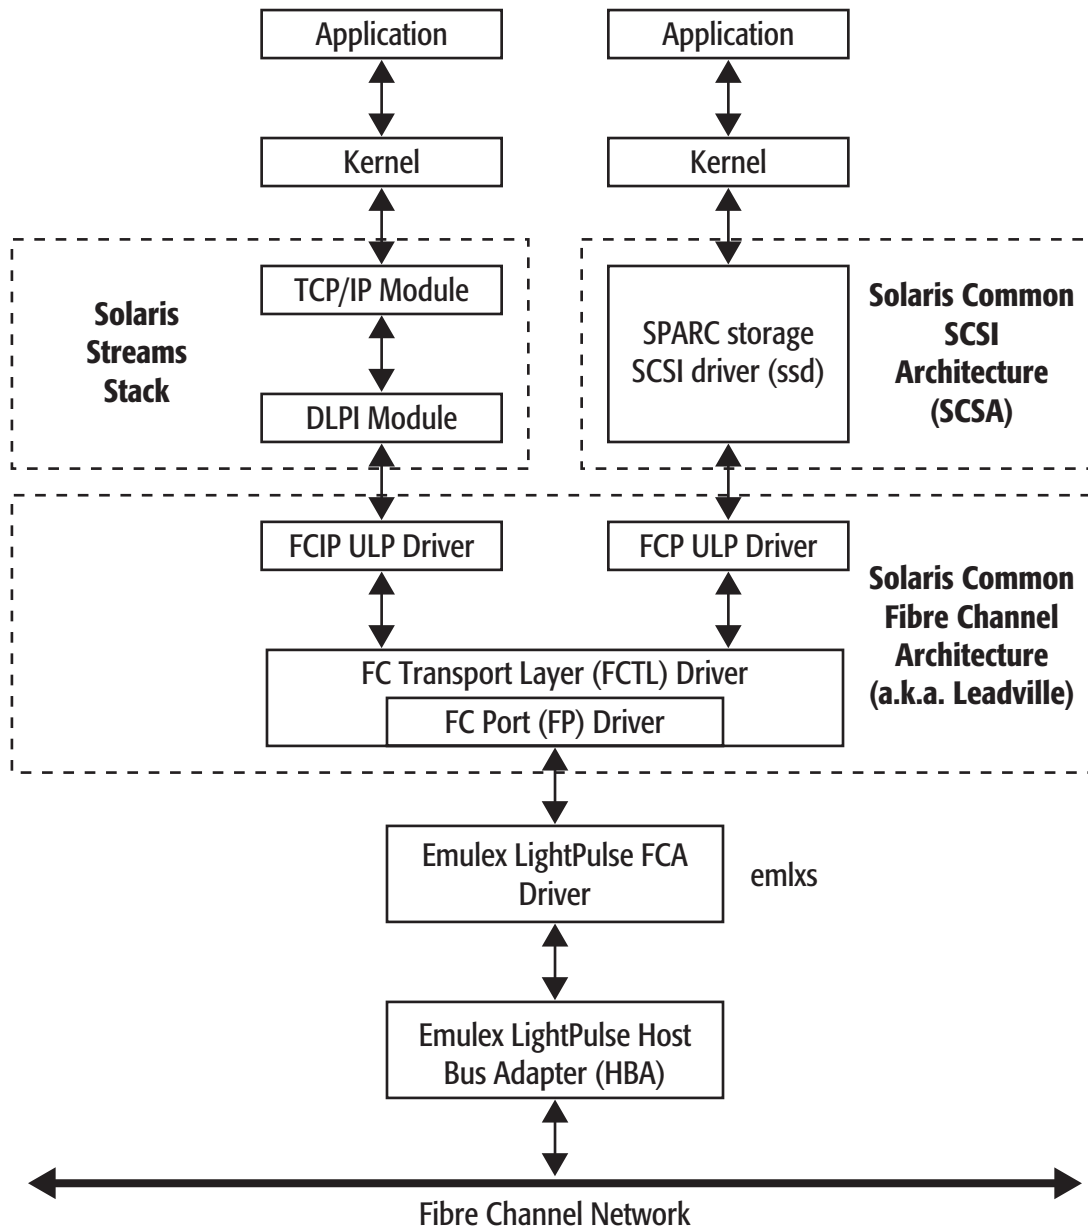 Application
Application
Kernel
Kernel
Solaris
Streams
Stack
TCP/IP Module
DLPI Module
SPARC storage
SCSI driver (ssd)
Solaris Common
SCSI
Architecture
(SCSA)
FCIP ULP Driver
FCP ULP Driver
Solaris Common
Fibre Channel
Architecture
(a.k.a. Leadville)
FC Transport Layer (FCTL) Driver
FC Port (FP) Driver
Emulex LightPulse FCA
Driver
emlxs
Emulex LightPulse Host
Bus Adapter (HBA)
Fibre Channel Network